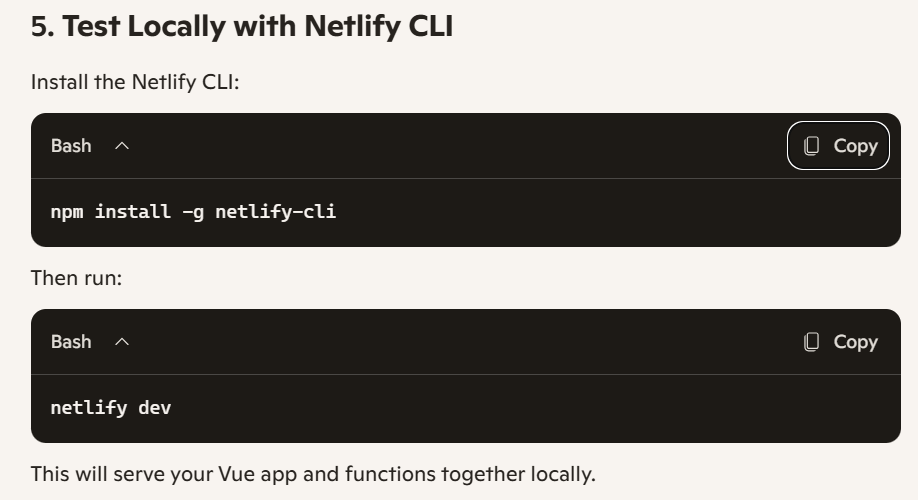 5. Test Locally with Netlify CLI
Install the Netlify CLI:
Bash
Copy
npm install -g netlify-cli
Then run:
Bash
Copy
netlify dev
This will serve your Vue app and functions together locally.